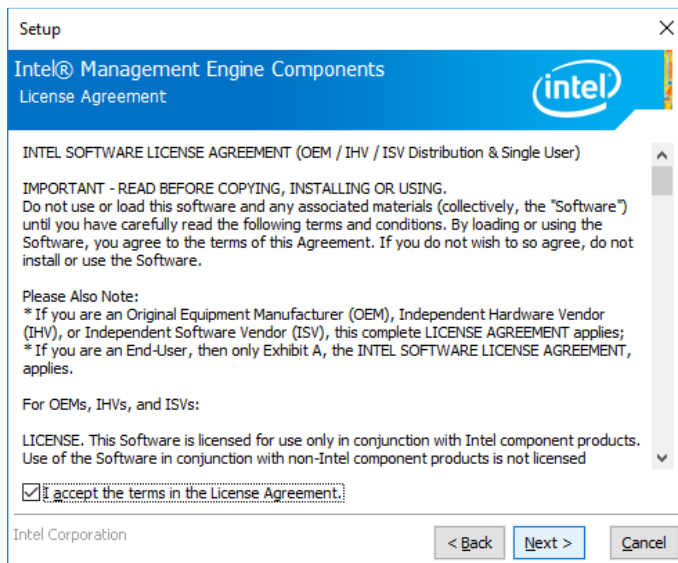 Setup
Intel® Management Engine Components
License Agreement
intel
INTEL SOFTWARE LICENSE AGREEMENT (OEM / IHV / ISV Distribution & Single User)
IMPORTANT - READ BEFORE COPYING, INSTALLING OR USING.
Do not use or load this software and any associated materials (collectively, the "Software")
until you have carefully read the following terms and conditions. By loading or using the
Software, you agree to the terms of this Agreement. If you do not wish to so agree, do not
install or use the Software.
Please Also Note:
* If you are an Original Equipment Manufacturer (OEM), Independent Hardware Vendor
(IHV), or Independent Software Vendor (ISV), this complete LICENSE AGREEMENT applies;
* If you are an End-User, then only Exhibit A, the INTEL SOFTWARE LICENSE AGREEMENT,
applies.
For OEMs, IHVs, and ISVs:
LICENSE. This Software is licensed for use only in conjunction with Intel component products.
Use of the Software in conjunction with non-Intel component products is not licensed
I accept the terms in the License Agreement.
Intel Corporation
< Back
Next >
Cancel